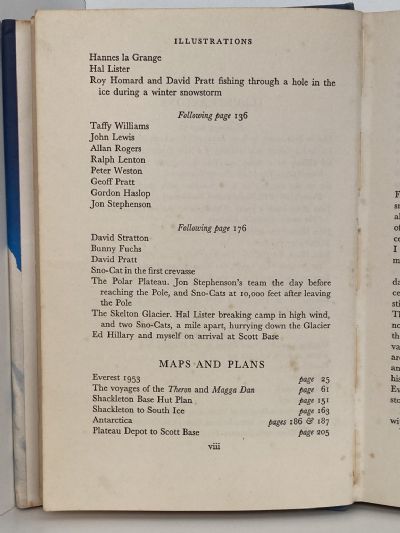 ILLUSTRATIONS
Hannes la Grange
Hal Lister
Roy Homard and David Pratt fishing through a hole in the
ice during a winter snowstorm
Following page 136
Taffy Williams
John Lewis
Allan Rogers
Ralph Lenton
Peter Weston
Geoff Pratt
Gordon Haslop
Jon Stephenson
Following page 176
David Stratton
Bunny Fuchs
David Pratt
Sno-Cat in the first crevasse
The Polar Plateau. Jon Stephenson's team the day before
reaching the Pole, and Sno-Cats at 10,000 feet after leaving
the Pole
The Skelton Glacier. Hal Lister breaking camp in high wind,
and two Sno-Cats, a mile apart, hurrying down the Glacier
Ed Hillary and myself on arrival at Scott Base
MAPS AND PLANS
Everest 1953 page 25
The voyages of the Theron and Magga Dan page 61
Shackleton Base Hut Plan page 151
Shackleton to South Ice page 163
Antarctica pages 186 & 187
Plateau Depot to Scott Base page 205
viii